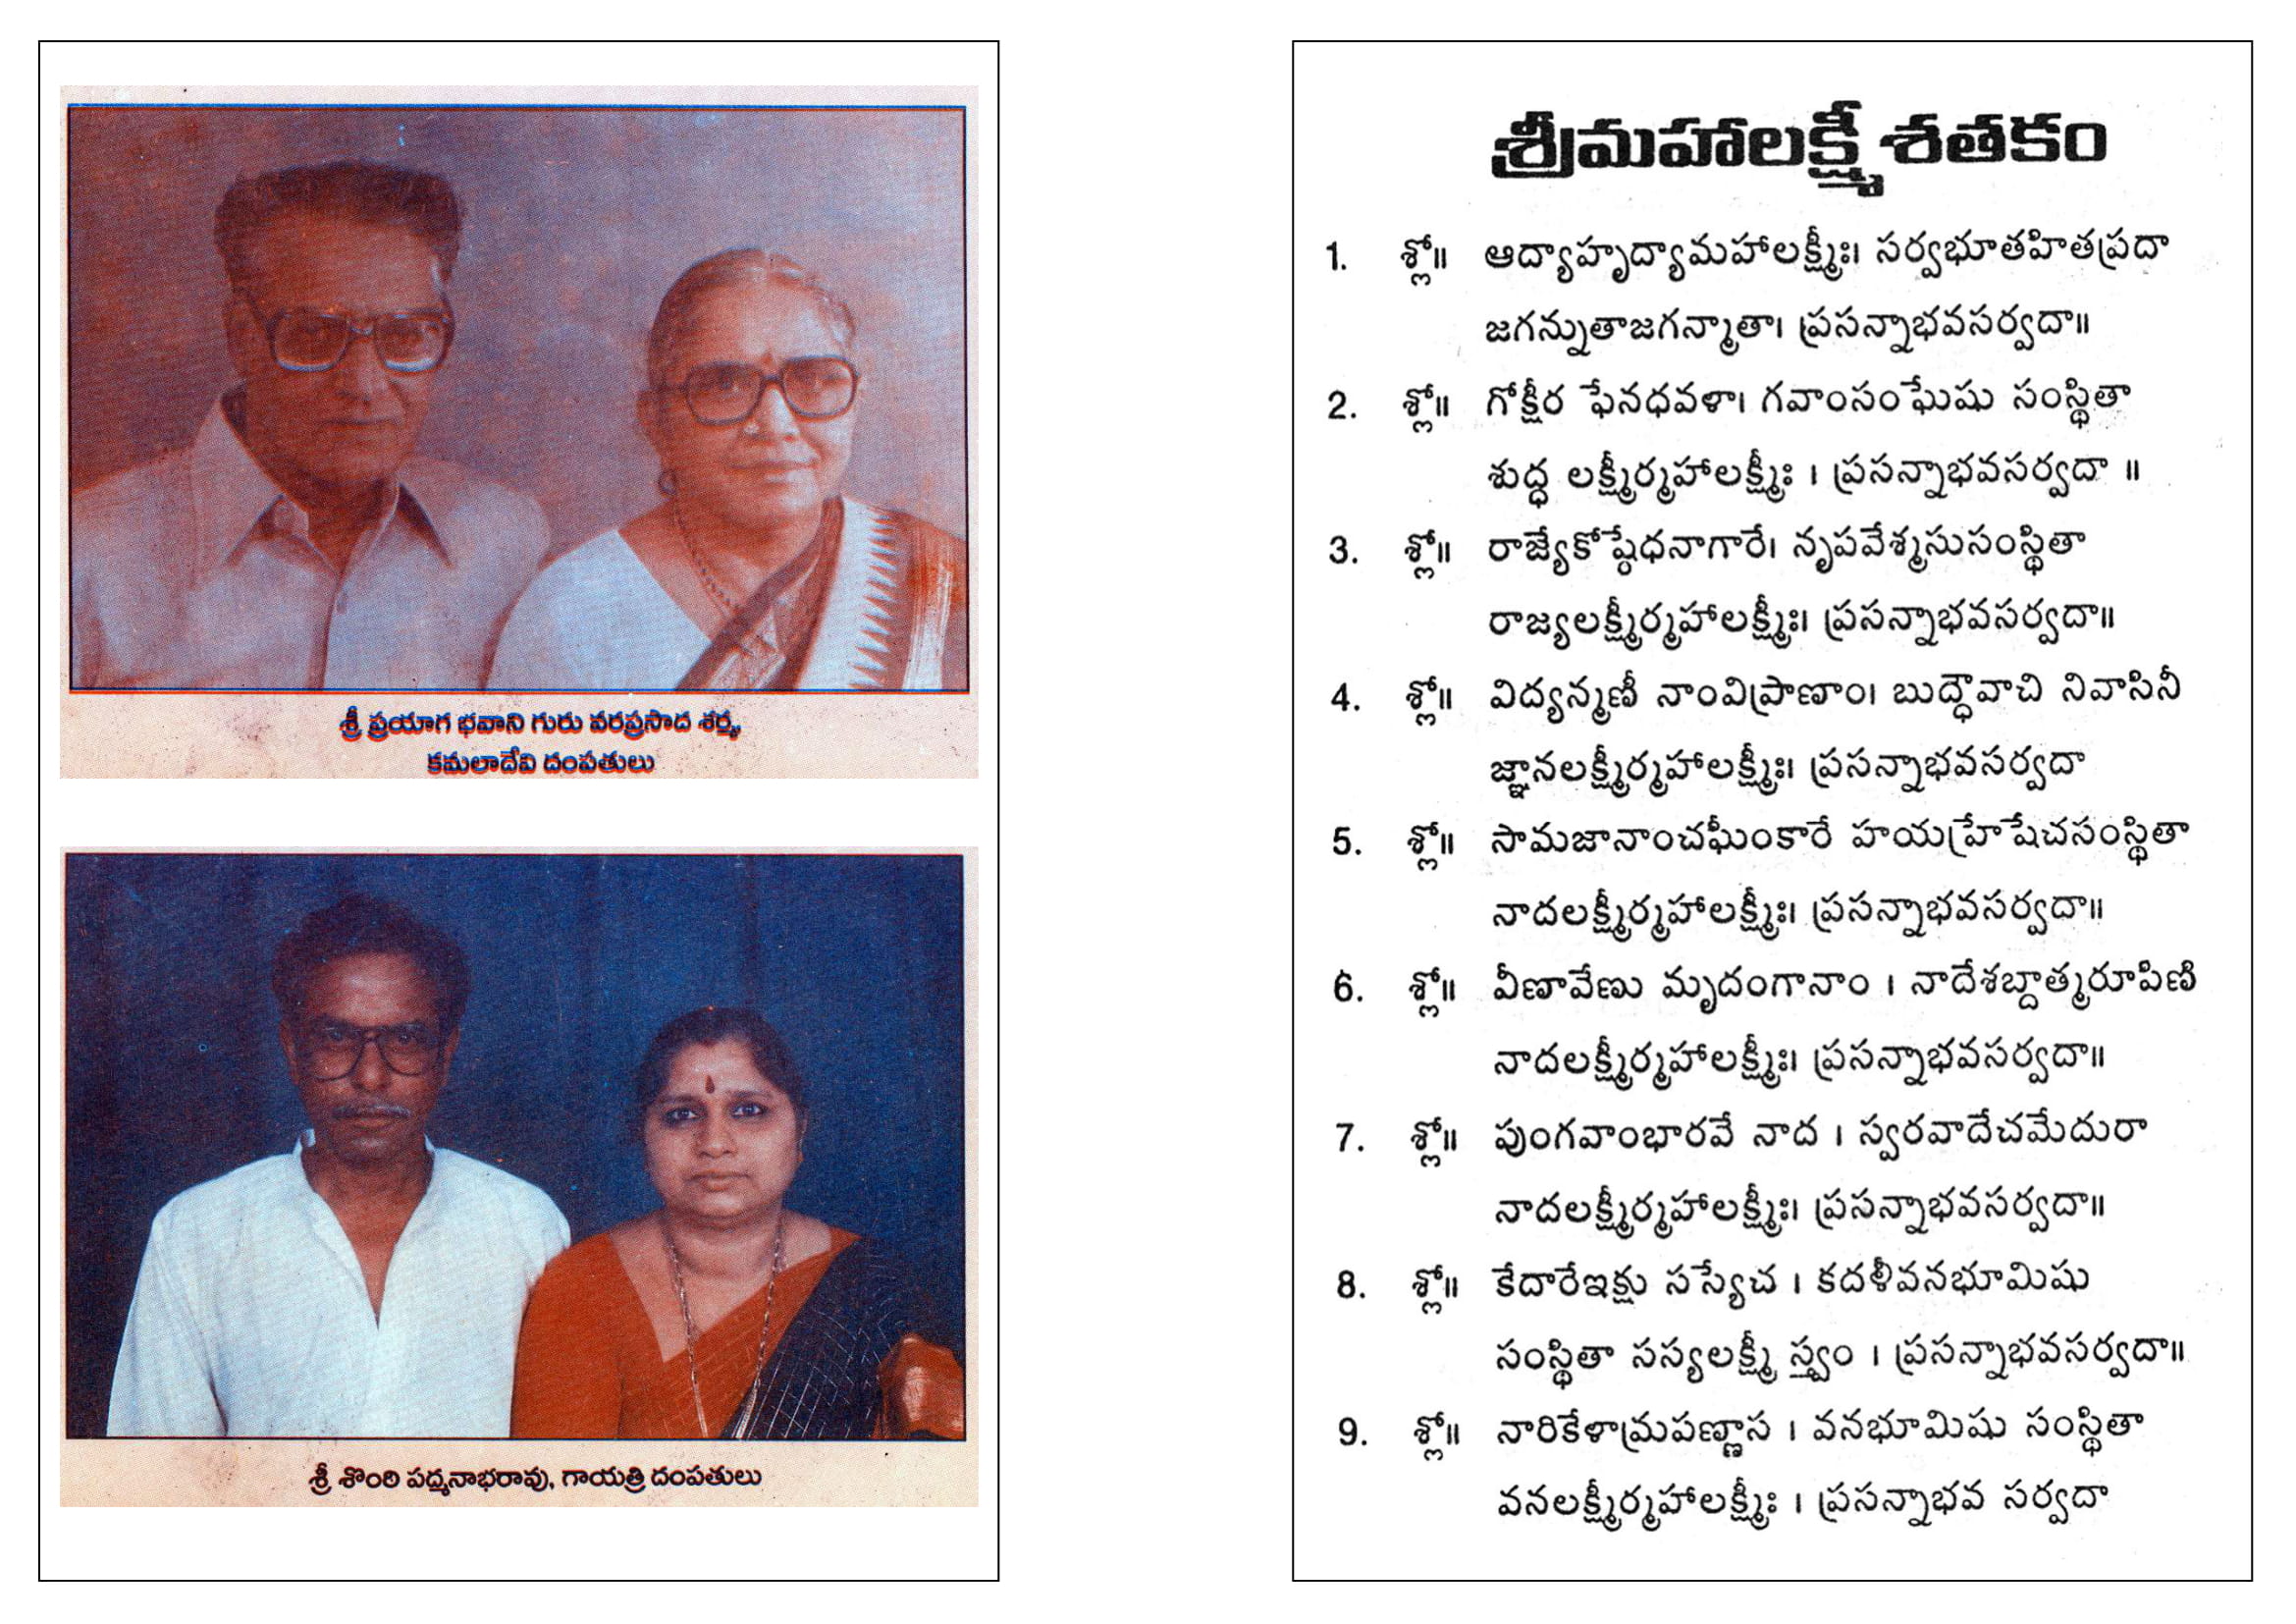 శ్రీ ప్రయాగ భవాని గురు వరప్రసాద శర్మ,
కమలాదేవి దంపతులు
శ్రీ శొంఠి పద్మనాభరావు, గాయత్రి దంపతులు
శ్రీమహాలక్ష్మీ శతకం
1. శ్లో॥ ఆద్యాహృద్యామహాలక్ష్మీః। సర్వభూతహితప్రదా
జగన్నుతాజగన్మాతా। ప్రసన్నాభవసర్వదా॥
2. శ్లో॥ గోక్షీర ఫేనధవళా। గవాంసంఘేషు సంస్థితా
శుద్ధ లక్ష్మీర్మహాలక్ష్మీః । ప్రసన్నాభవసర్వదా ॥
3. శ్లో॥ రాజ్యేకోష్ఠేధనాగారే। నృపవేశ్మసుసంస్థితా
రాజ్యలక్ష్మీర్మహాలక్ష్మీః। ప్రసన్నాభవసర్వదా॥
4. శ్లో॥ విద్యన్మణీ నాంవిప్రాణాం। బుద్ధౌవాచి నివాసినీ
జ్ఞానలక్ష్మీర్మహాలక్ష్మీః। ప్రసన్నాభవసర్వదా
5. శ్లో॥ సామజానాంచఘీంకారే హయహ్రేషేచసంస్థితా
నాదలక్ష్మీర్మహాలక్ష్మీః। ప్రసన్నాభవసర్వదా॥
6. శ్లో॥ వీణావేణు మృదంగానాం । నాదేశబ్దాత్మరూపిణి
నాదలక్ష్మీర్మహాలక్ష్మీః। ప్రసన్నాభవసర్వదా॥
7. శ్లో॥ పుంగవాంభారవే నాద । స్వరవాదేచమేదురా
నాదలక్ష్మీర్మహాలక్ష్మీః। ప్రసన్నాభవసర్వదా॥
8. శ్లో॥ కేదారేఇక్షు సస్యేచ । కదళీవనభూమిషు
సంస్థితా సస్యలక్ష్మీ స్త్వం । ప్రసన్నాభవసర్వదా॥
9. శ్లో॥ నారికేళామ్రపణ్ణాస । వనభూమిషు సంస్థితా
వనలక్ష్మీర్మహాలక్ష్మీః । ప్రసన్నాభవ సర్వదా